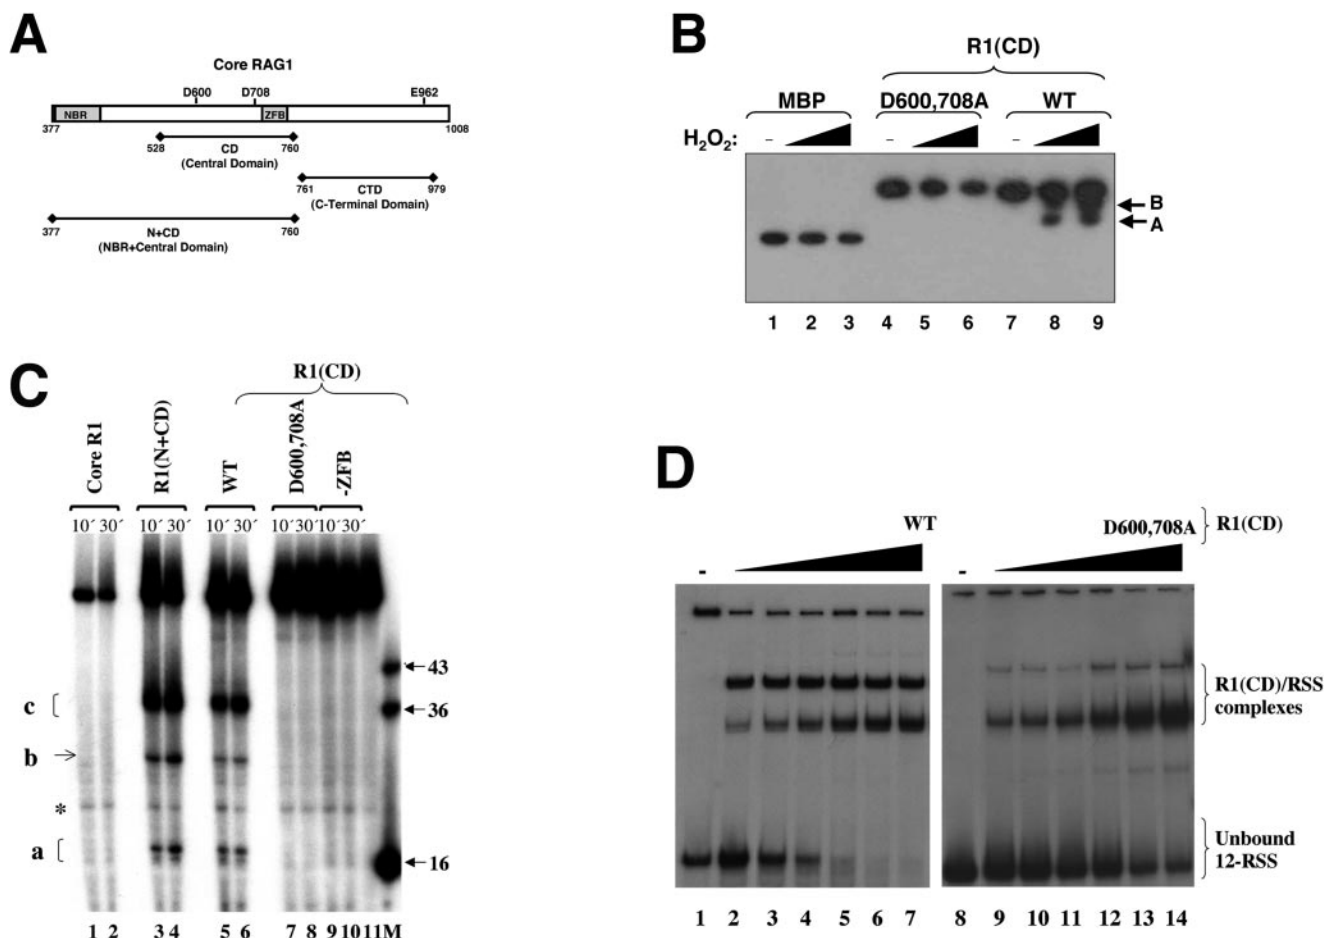 A
Core RAG1
D600 D708 E962
NBR ZFB
377 1008
528 CD 760
(Central Domain)
761 CTD 979
(C-Terminal Domain)
377 N+CD 760
(NBR+Central Domain)
B
R1(CD)
MBP D600,708A WT
H₂O₂: – – –
B
A
1 2 3 4 5 6 7 8 9
C
R1(CD)
Core R1 R1(N+CD) WT D600,708A -ZFB
10´ 30´ 10´ 30´ 10´ 30´ 10´30´ 10´30´
43
c 36
b
*
a 16
1 2 3 4 5 6 7 8 9 10 11M
D
WT D600,708A R1(CD)
- -
R1(CD)/RSS
complexes
Unbound
12-RSS
1 2 3 4 5 6 7 8 9 10 11 12 13 14